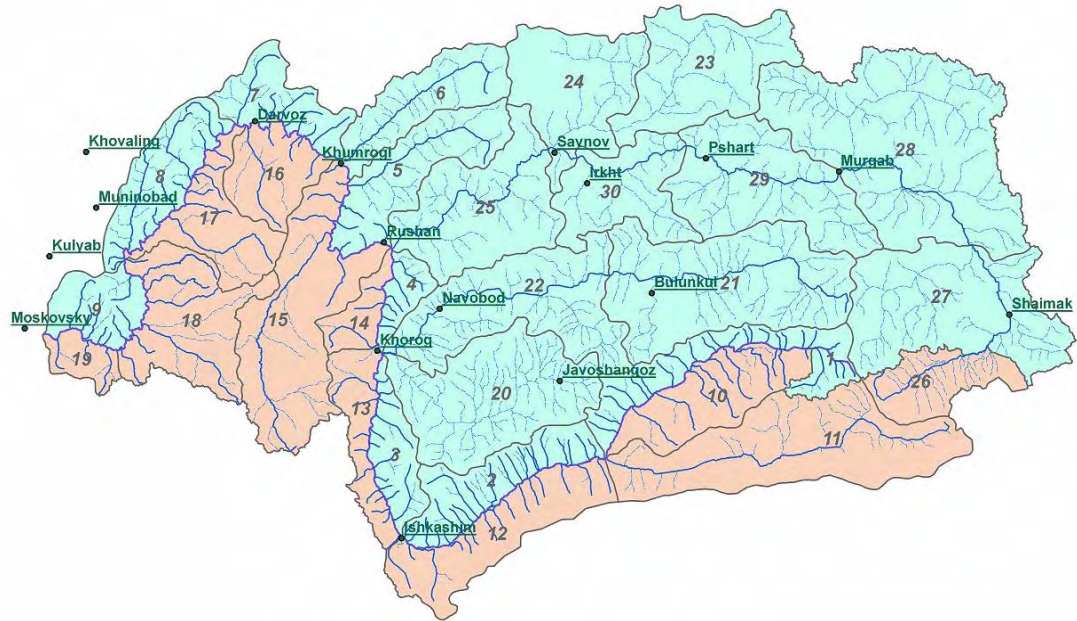 23
24
6
7
Darvoz
Khovaling
Saynov
Pshart
28
Khumrogi
Murgab
8
16
5
Irkht
29
30
Muninobad
25
17
Rushan
Kulyab
4
22
Bulunkul
21
27
Navobod
9
Shaimak
18
15
14
Moskovsky
Khorog
19
1
Javoshangoz
26
20
10
13
11
3
2
Ishkashim
12